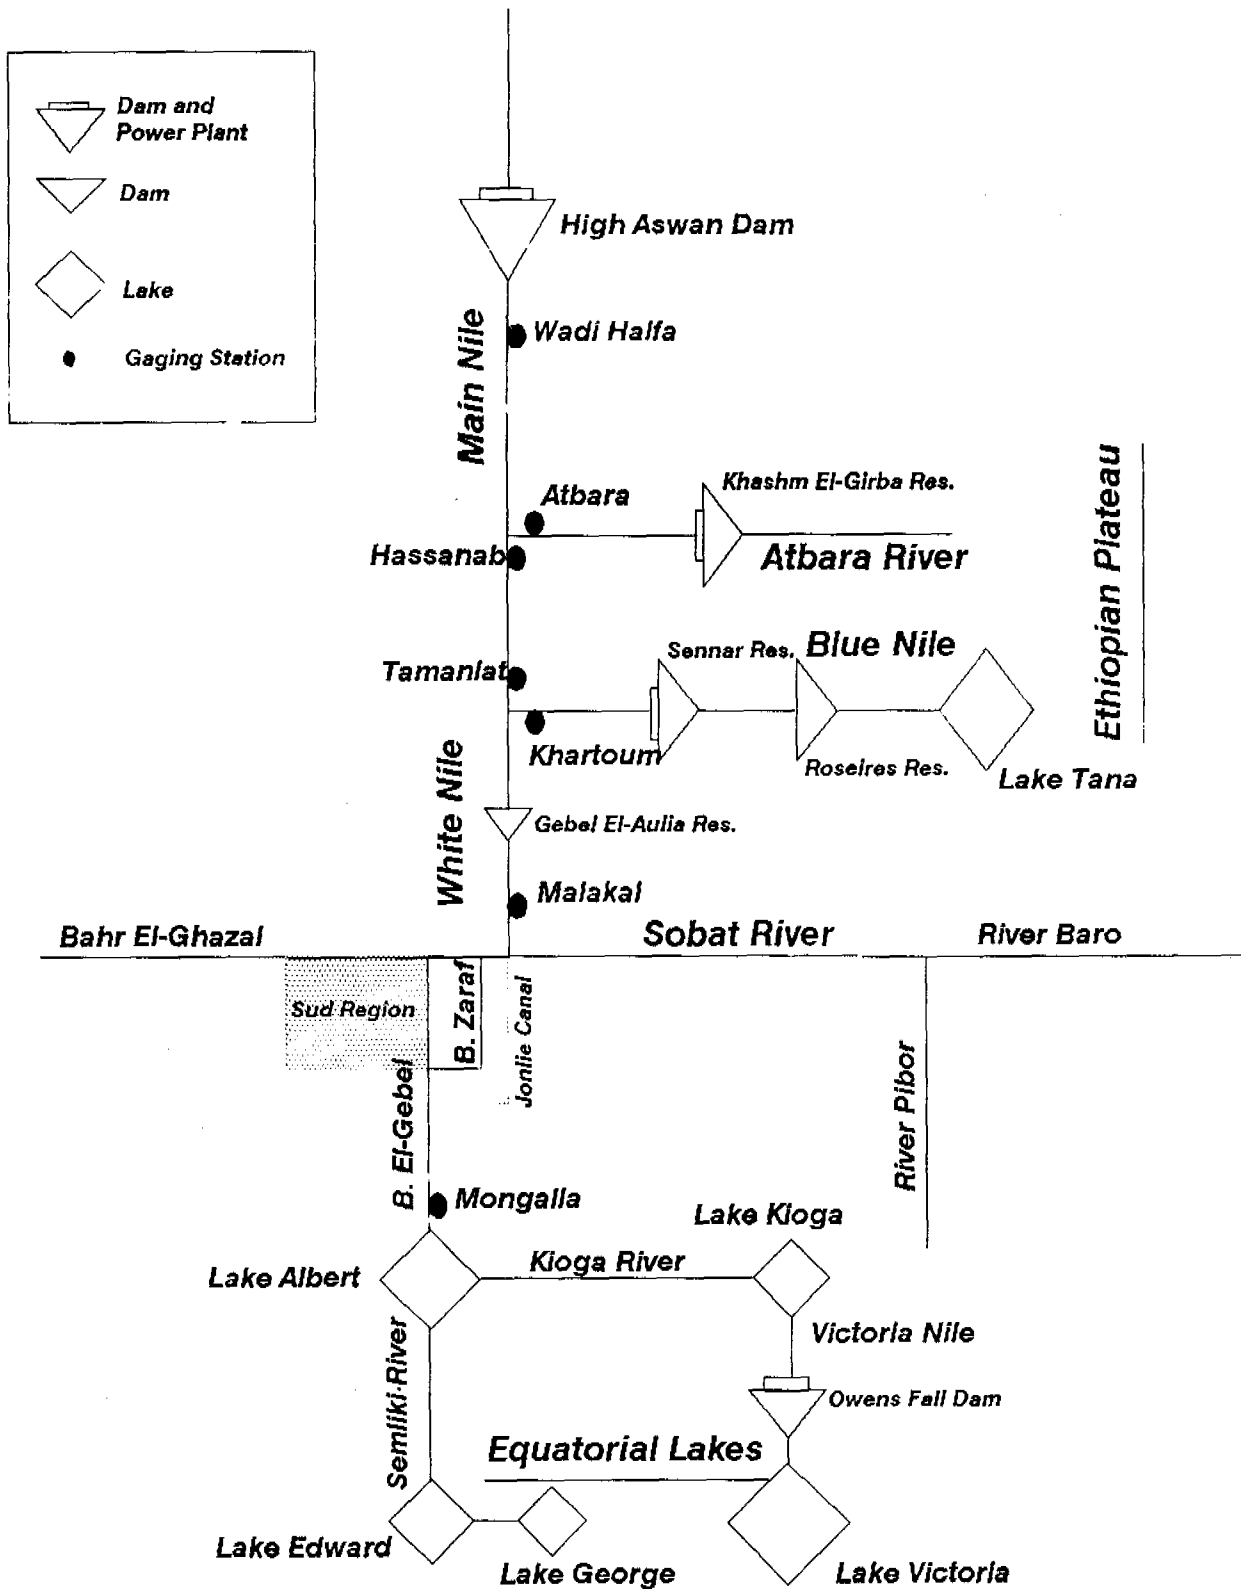 Dam and
Power Plant
Dam
Lake
Gaging Station
High Aswan Dam
Wadi Halfa
Main Nile
Atbara
Khashm El-Girba Res.
Hassanab
Atbara River
Ethiopian Plateau
Sennar Res.
Blue Nile
Tamaniat
Khartoum
Roseires Res.
Lake Tana
White Nile
Gebel El-Aulia Res.
Malakal
Bahr El-Ghazal
Sobat River
River Baro
Sud Region
B. Zaraf
Jonlie Canal
B. El-Gebel
River Pibor
Mongalla
Lake Kioga
Lake Albert
Kioga River
Victoria Nile
Semliki-River
Owens Fall Dam
Equatorial Lakes
Lake Edward
Lake George
Lake Victoria